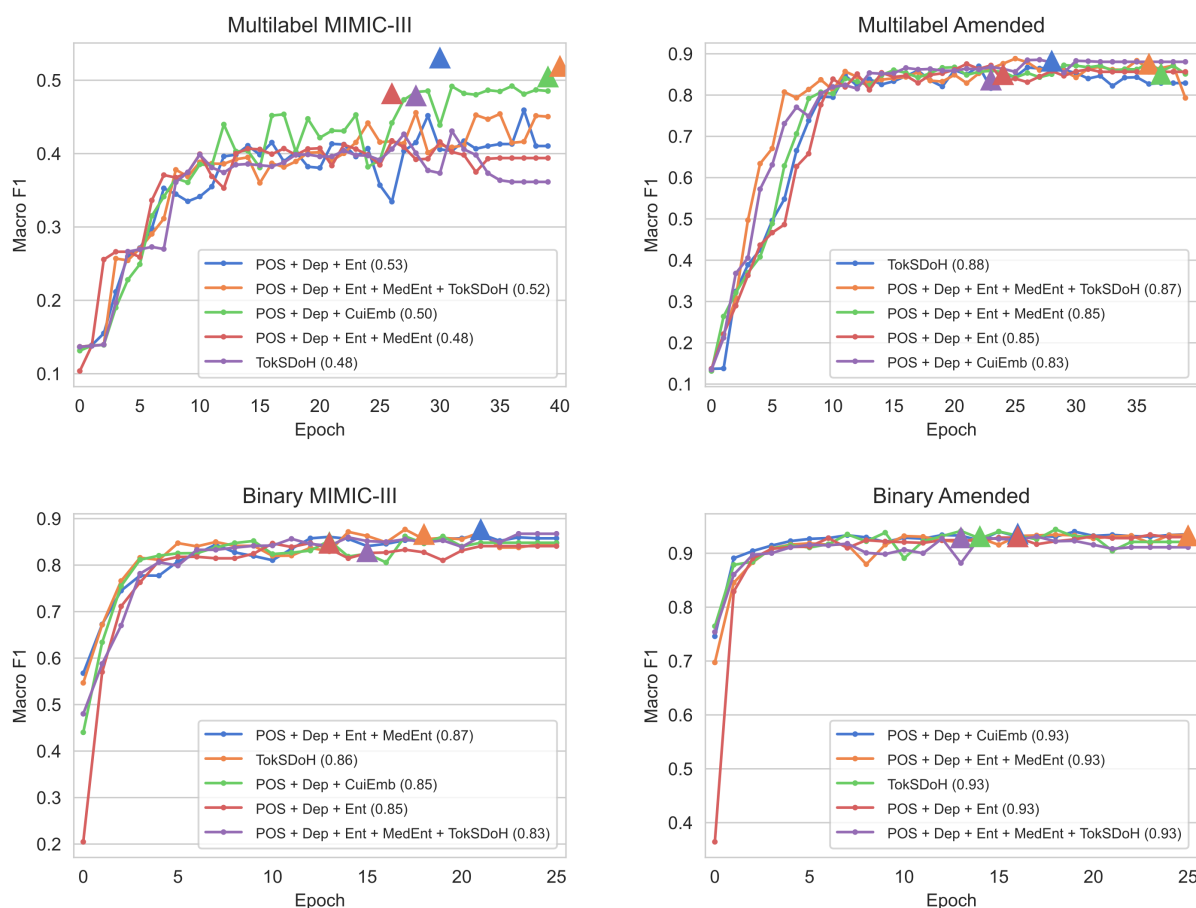 Multilabel MIMIC-III
Macro F1
0.5
0.4
0.3
0.2
0.1
POS + Dep + Ent (0.53)
POS + Dep + Ent + MedEnt + TokSDoH (0.52)
POS + Dep + CuiEmb (0.50)
POS + Dep + Ent + MedEnt (0.48)
TokSDoH (0.48)
0 5 10 15 20 25 30 35 40
Epoch
Multilabel Amended
Macro F1
0.9
0.8
0.7
0.6
0.5
0.4
0.3
0.2
0.1
TokSDoH (0.88)
POS + Dep + Ent + MedEnt + TokSDoH (0.87)
POS + Dep + Ent + MedEnt (0.85)
POS + Dep + Ent (0.85)
POS + Dep + CuiEmb (0.83)
0 5 10 15 20 25 30 35
Epoch
Binary MIMIC-III
Macro F1
0.9
0.8
0.7
0.6
0.5
0.4
0.3
0.2
POS + Dep + Ent + MedEnt (0.87)
TokSDoH (0.86)
POS + Dep + CuiEmb (0.85)
POS + Dep + Ent (0.85)
POS + Dep + Ent + MedEnt + TokSDoH (0.83)
0 5 10 15 20 25
Epoch
Binary Amended
Macro F1
0.9
0.8
0.7
0.6
0.5
0.4
POS + Dep + CuiEmb (0.93)
POS + Dep + Ent + MedEnt (0.93)
TokSDoH (0.93)
POS + Dep + Ent (0.93)
POS + Dep + Ent + MedEnt + TokSDoH (0.93)
0 5 10 15 20 25
Epoch